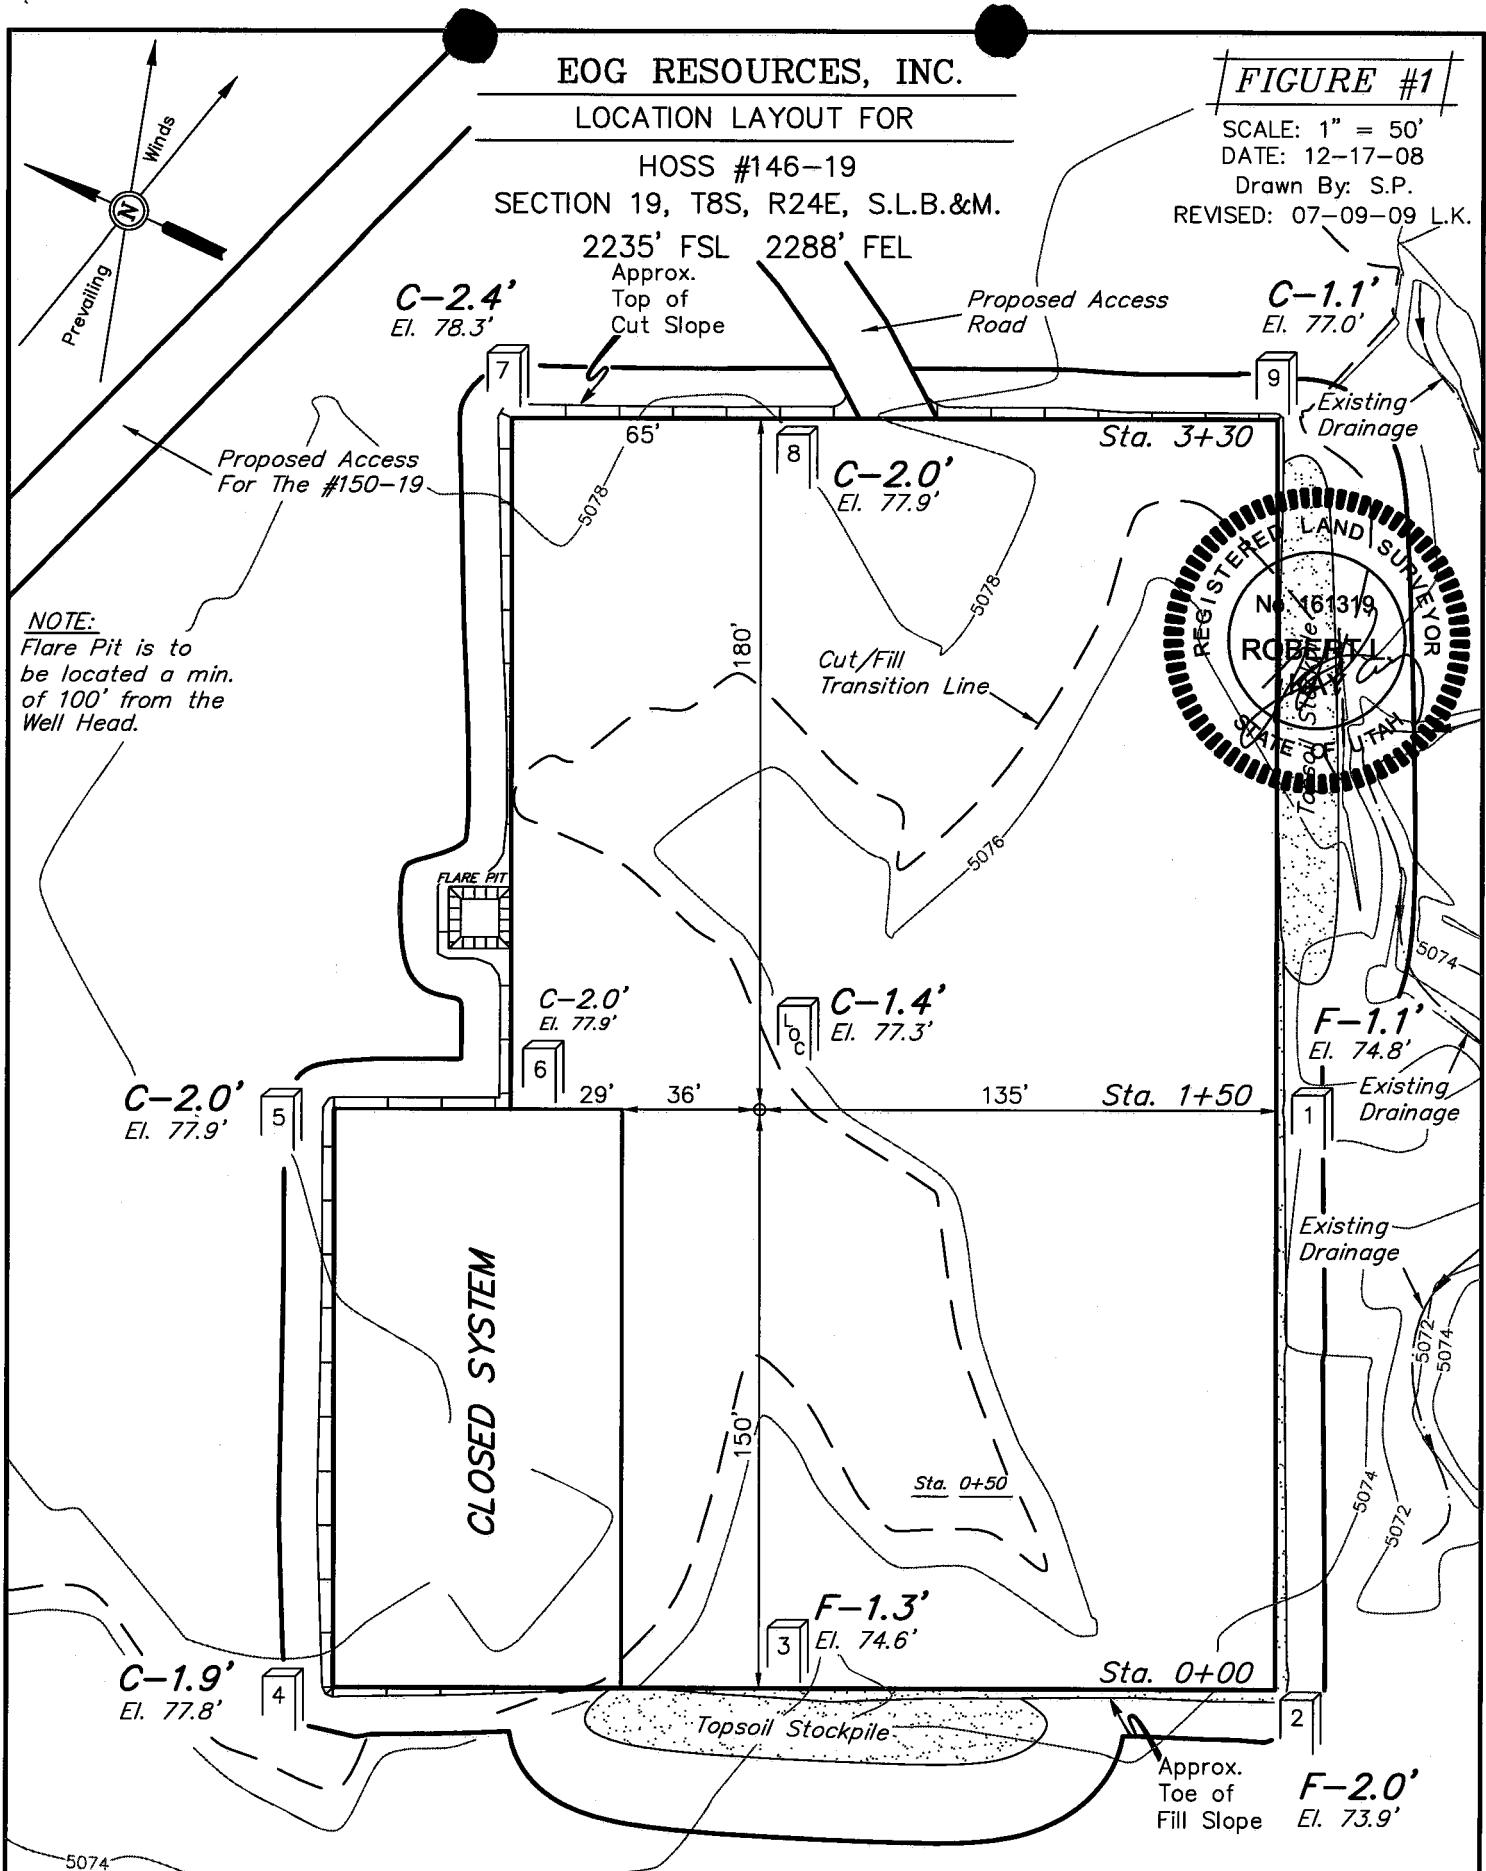 EOG RESOURCES, INC.
LOCATION LAYOUT FOR
HOSS #146-19
SECTION 19, T8S, R24E, S.L.B.&M.
2235' FSL 2288' FEL
FIGURE #1
SCALE: 1" = 50'
DATE: 12-17-08
Drawn By: S.P.
REVISED: 07-09-09 L.K.
Winds
N
Prevailing
C-2.4'
El. 78.3'
Approx.
Top of
Cut Slope
Proposed Access
Road
C-1.1'
El. 77.0'
7
9
Existing
Drainage
65'
8
C-2.0'
El. 77.9'
Sta. 3+30
Proposed Access
For The #150-19
5078
5078
REGISTERED LAND SURVEYOR
No. 161319
ROBERT L.
STATE OF UTAH
NOTE:
Flare Pit is to
be located a min.
of 100' from the
Well Head.
180'
Cut/Fill
Transition Line
Topsoil Stockpile
5076
FLARE PIT
5074
C-2.0'
El. 77.9'
6
LOC
C-1.4'
El. 77.3'
F-1.1'
El. 74.8'
C-2.0'
El. 77.9'
5
29'
36'
135'
Sta. 1+50
1
Existing
Drainage
Existing
Drainage
CLOSED SYSTEM
5072
5074
150'
Sta. 0+50
5074
5072
F-1.3'
El. 74.6'
3
Sta. 0+00
C-1.9'
El. 77.8'
4
2
Topsoil Stockpile
Approx.
Toe of
Fill Slope
F-2.0'
El. 73.9'
5074